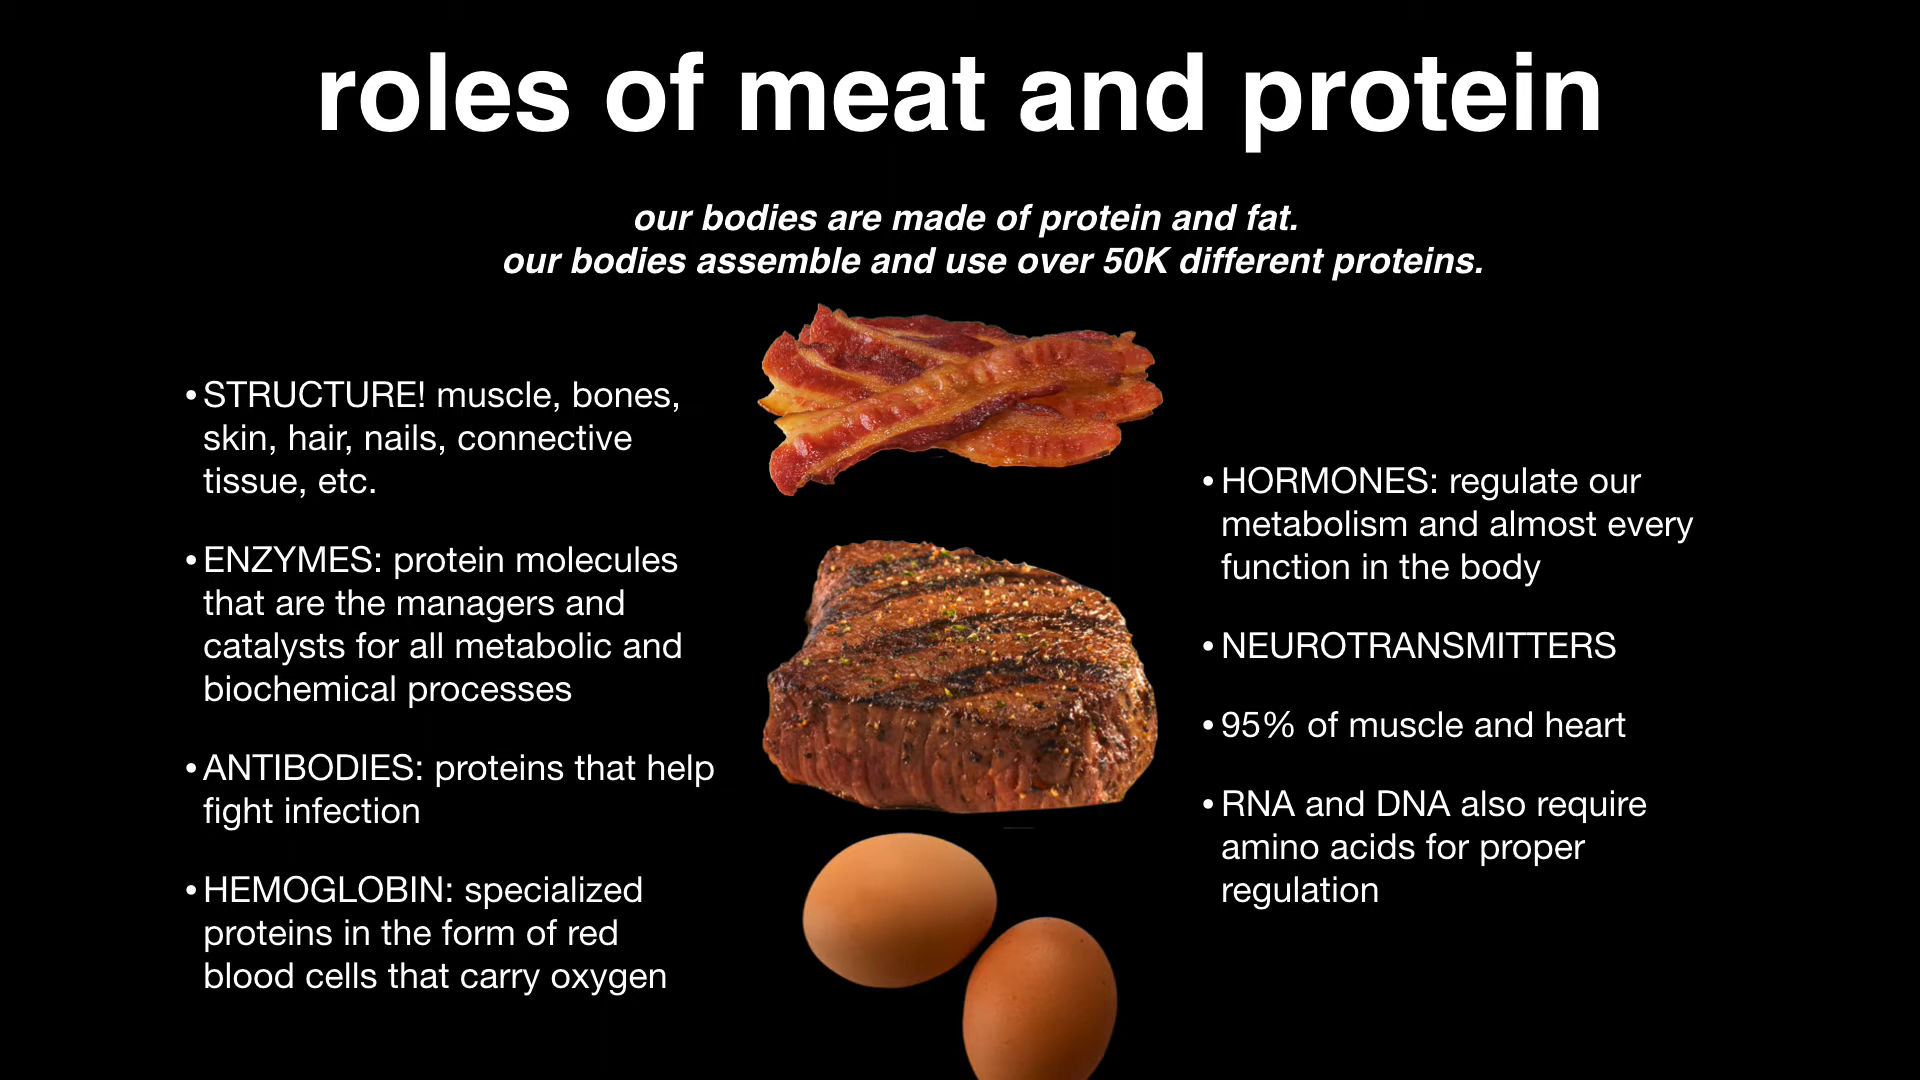 roles of meat and protein
our bodies are made of protein and fat.
our bodies assemble and use over 50K different proteins.
• STRUCTURE! muscle, bones,
skin, hair, nails, connective
tissue, etc.
• ENZYMES: protein molecules
that are the managers and
catalysts for all metabolic and
biochemical processes
• ANTIBODIES: proteins that help
fight infection
• HEMOGLOBIN: specialized
proteins in the form of red
blood cells that carry oxygen
• HORMONES: regulate our
metabolism and almost every
function in the body
• NEUROTRANSMITTERS
• 95% of muscle and heart
• RNA and DNA also require
amino acids for proper
regulation